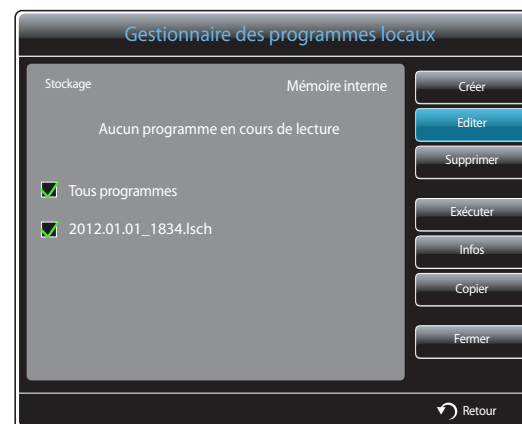 Gestionnaire des programmes locaux
Stockage
Mémoire interne
Aucun programme en cours de lecture
Tous programmes
2012.01.01_1834.lsch
Créer
Editer
Supprimer
Exécuter
Infos
Copier
Fermer
Retour